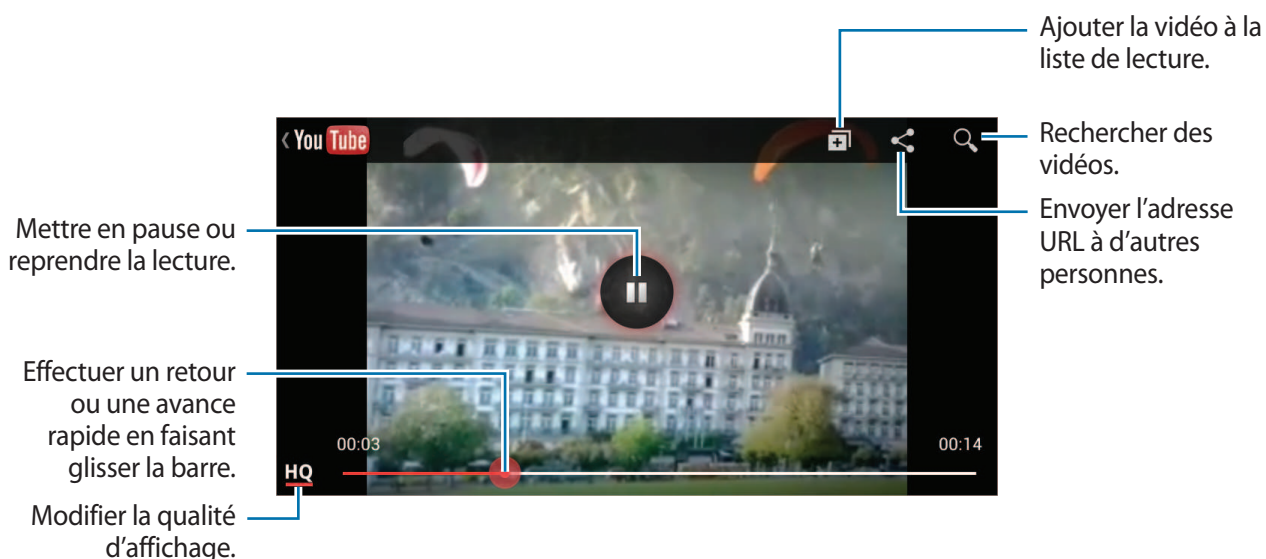 Ajouter la vidéo à la
liste de lecture.
You Tube
Rechercher des
vidéos.
Envoyer l’adresse
URL à d’autres
personnes.
Mettre en pause ou
reprendre la lecture.
Effectuer un retour
ou une avance
rapide en faisant
glisser la barre.
00:03
00:14
HQ
Modifier la qualité
d’affichage.